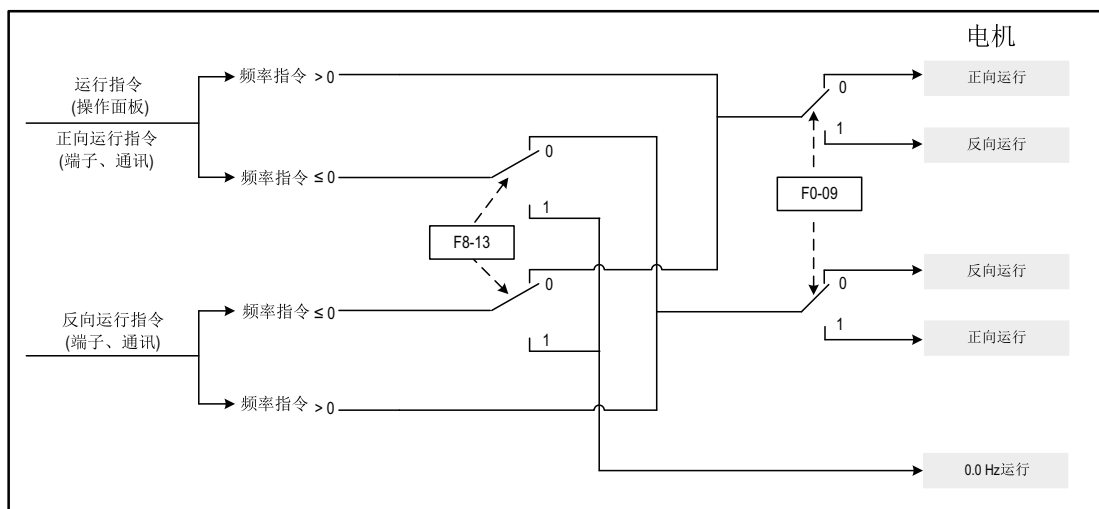 电机
运行指令
(操作面板)
正向运行指令
(端子、通讯)
频率指令 > 0
频率指令 ≤ 0
0
1
F8-13
0
1
反向运行指令
(端子、通讯)
频率指令 ≤ 0
频率指令 > 0
0
1
F0-09
0
1
正向运行
反向运行
反向运行
正向运行
0.0 Hz运行